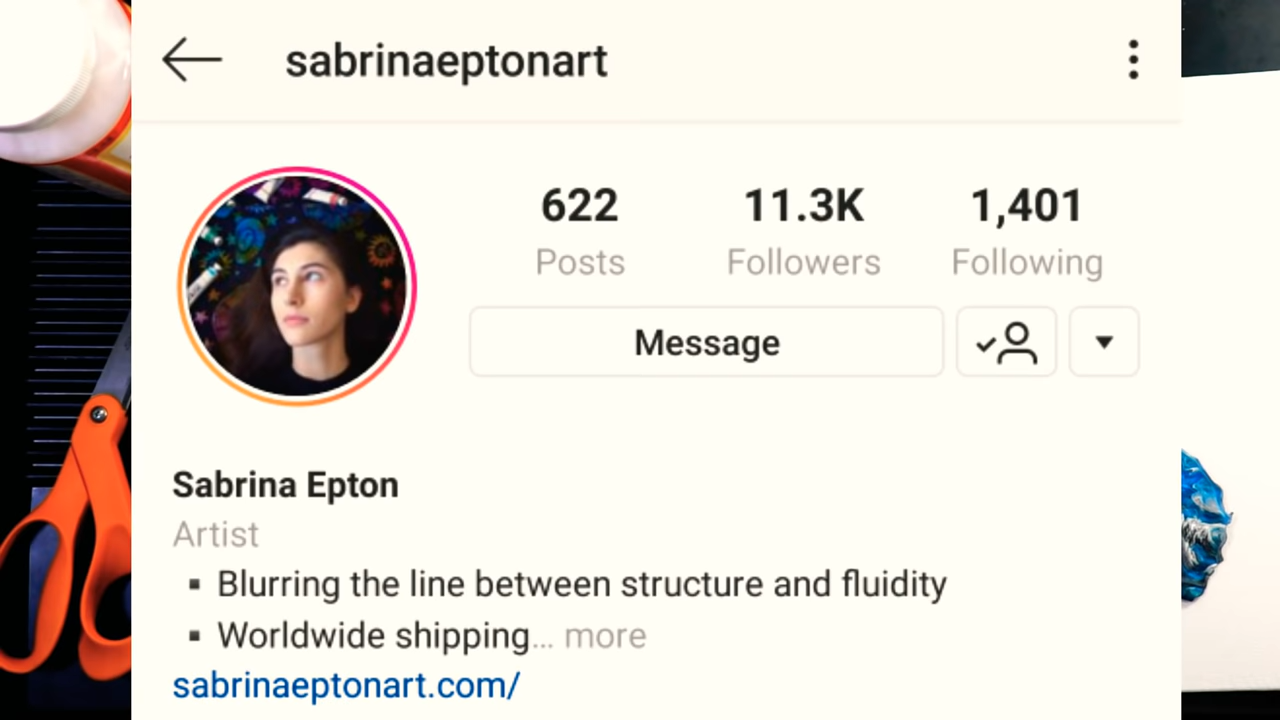 sabrinaeptonart
622 11.3K 1,401
Posts Followers Following
Message
Sabrina Epton
Artist
▪ Blurring the line between structure and fluidity
▪ Worldwide shipping... more
sabrinaeptonart.com/